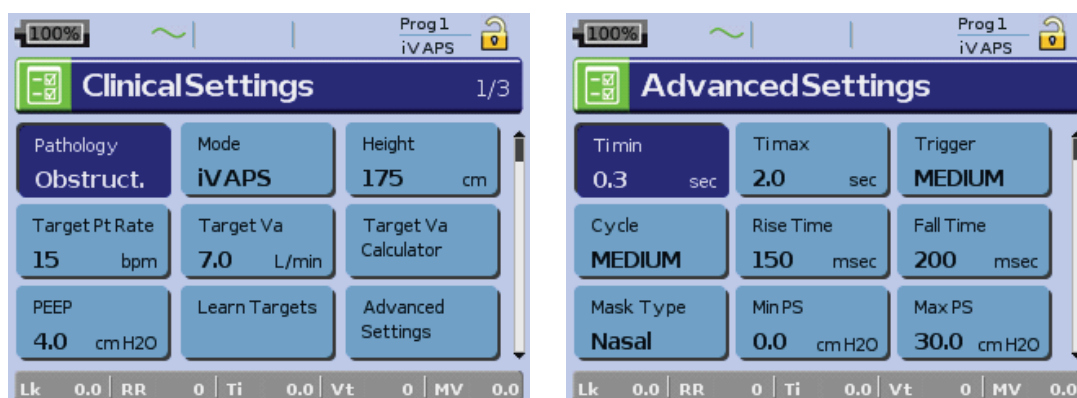 100%
Prog 1
iVAPS
Clinical Settings 1/3
Pathology Mode Height
Obstruct. iVAPS 175 cm
Target Pt Rate Target Va Target Va
Calculator
15 bpm 7.0 L/min
PEEP Learn Targets Advanced
Settings
4.0 cmH2O
Lk 0.0 RR 0 Ti 0.0 Vt 0 MV 0.0
100%
Prog 1
iVAPS
Advanced Settings
Ti min Ti max Trigger
0.3 sec 2.0 sec MEDIUM
Cycle Rise Time Fall Time
MEDIUM 150 msec 200 msec
Mask Type Min PS Max PS
Nasal 0.0 cmH2O 30.0 cmH2O
Lk 0.0 RR 0 Ti 0.0 Vt 0 MV 0.0